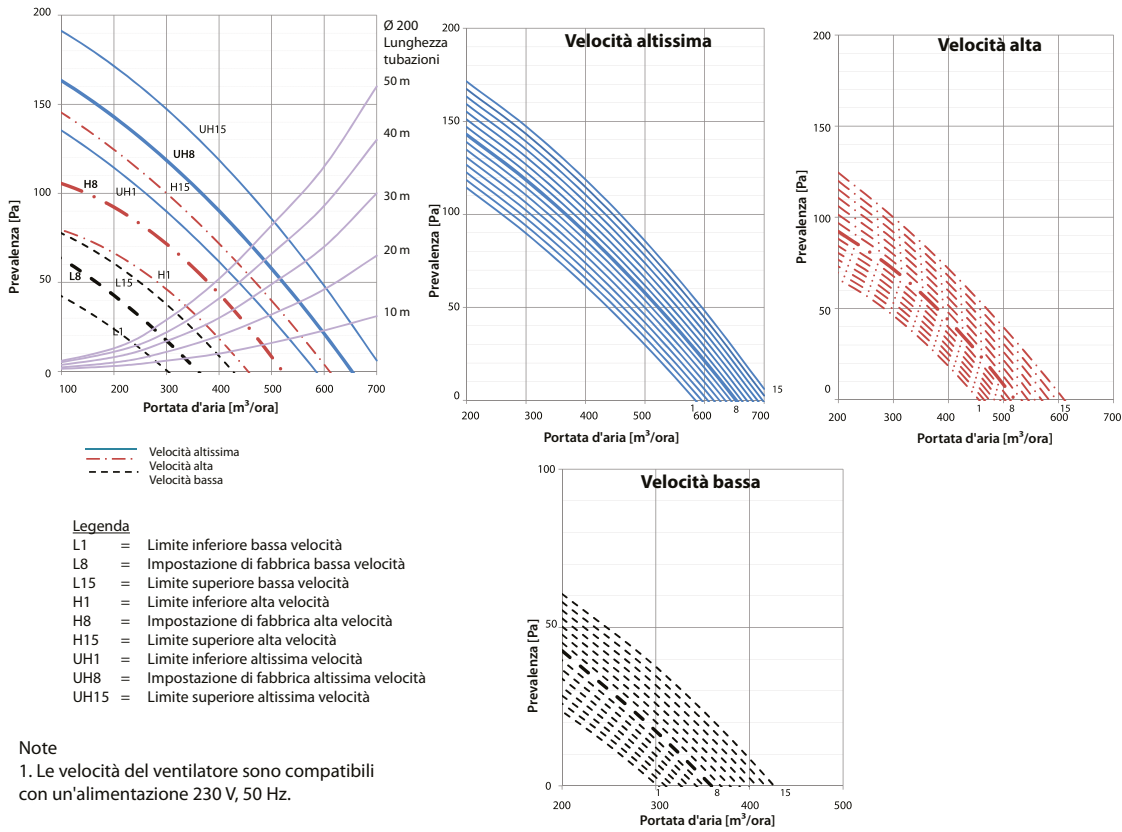 200
150
100
50
0
100
200
300
400
500
600
700
Prevalenza [Pa]
Portata d'aria [m³/ora]
Ø 200
Lunghezza
tubazioni
50 m
40 m
30 m
20 m
10 m
UH15
UH8
H15
UH1
H8
H1
L15
L8
L1
Velocità altissima
Velocità alta
Velocità bassa
Velocità altissima
200
150
100
50
0
200
300
400
500
600
700
1
8
15
Prevalenza [Pa]
Portata d'aria [m³/ora]
Velocità alta
200
150
100
50
0
200
300
400
500
600
700
1
8
15
Prevalenza [Pa]
Portata d'aria [m³/ora]
Legenda
L1 = Limite inferiore bassa velocità
L8 = Impostazione di fabbrica bassa velocità
L15 = Limite superiore bassa velocità
H1 = Limite inferiore alta velocità
H8 = Impostazione di fabbrica alta velocità
H15 = Limite superiore alta velocità
UH1 = Limite inferiore altissima velocità
UH8 = Impostazione di fabbrica altissima velocità
UH15 = Limite superiore altissima velocità
Velocità bassa
100
50
0
200
300
400
500
1
8
15
Prevalenza [Pa]
Portata d'aria [m³/ora]
Note
1. Le velocità del ventilatore sono compatibili
con un'alimentazione 230 V, 50 Hz.